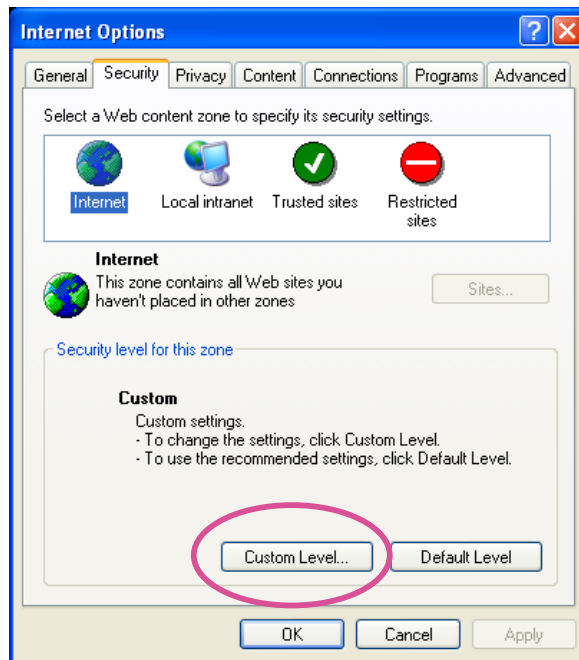 Internet Options
General Security Privacy Content Connections Programs Advanced
Select a Web content zone to specify its security settings.
Internet Local intranet Trusted sites Restricted
sites
Internet
This zone contains all Web sites you
haven't placed in other zones
Sites...
Security level for this zone
Custom
Custom settings.
- To change the settings, click Custom Level.
- To use the recommended settings, click Default Level.
Custom Level... Default Level
OK Cancel Apply